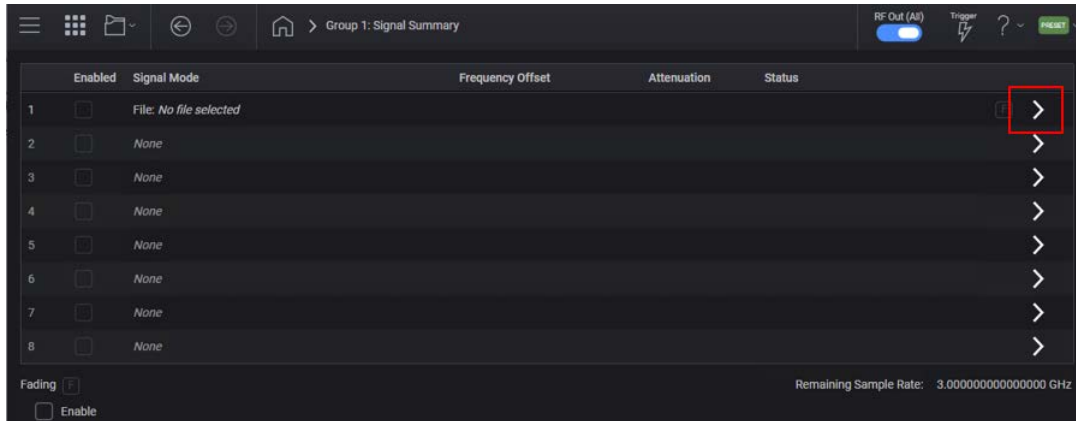 Group 1: Signal Summary
RF Out (All)
Trigger
PRESET
Enabled Signal Mode Frequency Offset Attenuation Status
1 File: No file selected F
2 None
3 None
4 None
5 None
6 None
7 None
8 None
Fading F
Remaining Sample Rate: 3.000000000000000 GHz
Enable